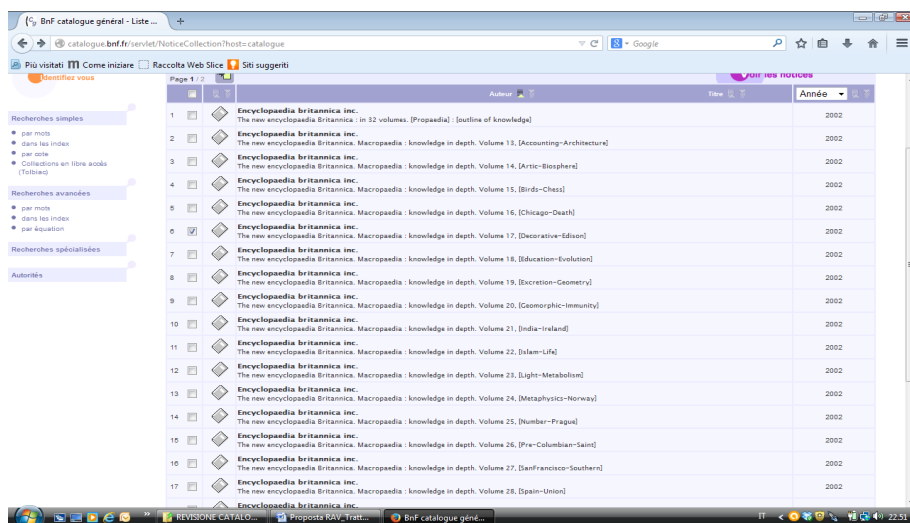 BnF catalogue général - Liste ...
catalogue.bnf.fr/servlet/NoticeCollection?host=catalogue
Google
Più visitati Come iniziare Raccolta Web Slice Siti suggeriti
Identifiez vous
Page 1 / 2
Voir les notices
Auteur Titre Année
Recherches simples
par mots
dans les index
par cote
Collections en libre accès
(Tolbiac)
Recherches avancées
par mots
dans les index
par équation
Recherches spécialisées
Autorités
1 Encyclopaedia britannica inc. 2002
The new encyclopaedia Britannica : in 32 volumes. [Propaedia] : [outline of knowledge]
2 Encyclopaedia britannica inc. 2002
The new encyclopaedia Britannica. Macropaedia : knowledge in depth. Volume 13, [Accounting-Architecture]
3 Encyclopaedia britannica inc. 2002
The new encyclopaedia Britannica. Macropaedia : knowledge in depth. Volume 14, [Artic-Biosphere]
4 Encyclopaedia britannica inc. 2002
The new encyclopaedia Britannica. Macropaedia : knowledge in depth. Volume 15, [Birds-Chess]
5 Encyclopaedia britannica inc. 2002
The new encyclopaedia Britannica. Macropaedia : knowledge in depth. Volume 16, [Chicago-Death]
6 Encyclopaedia britannica inc. 2002
The new encyclopaedia Britannica. Macropaedia : knowledge in depth. Volume 17, [Decorative-Edison]
7 Encyclopaedia britannica inc. 2002
The new encyclopaedia Britannica. Macropaedia : knowledge in depth. Volume 18, [Education-Evolution]
8 Encyclopaedia britannica inc. 2002
The new encyclopaedia Britannica. Macropaedia : knowledge in depth. Volume 19, [Excretion-Geometry]
9 Encyclopaedia britannica inc. 2002
The new encyclopaedia Britannica. Macropaedia : knowledge in depth. Volume 20, [Geomorphic-Immunity]
10 Encyclopaedia britannica inc. 2002
The new encyclopaedia Britannica. Macropaedia : knowledge in depth. Volume 21, [India-Ireland]
11 Encyclopaedia britannica inc. 2002
The new encyclopaedia Britannica. Macropaedia : knowledge in depth. Volume 22, [Islam-Life]
12 Encyclopaedia britannica inc. 2002
The new encyclopaedia Britannica. Macropaedia : knowledge in depth. Volume 23, [Light-Metabolism]
13 Encyclopaedia britannica inc. 2002
The new encyclopaedia Britannica. Macropaedia : knowledge in depth. Volume 24, [Metaphysics-Norway]
14 Encyclopaedia britannica inc. 2002
The new encyclopaedia Britannica. Macropaedia : knowledge in depth. Volume 25, [Number-Prague]
15 Encyclopaedia britannica inc. 2002
The new encyclopaedia Britannica. Macropaedia : knowledge in depth. Volume 26, [Pre-Columbian-Saint]
16 Encyclopaedia britannica inc. 2002
The new encyclopaedia Britannica. Macropaedia : knowledge in depth. Volume 27, [SanFrancisco-Southern]
17 Encyclopaedia britannica inc. 2002
The new encyclopaedia Britannica. Macropaedia : knowledge in depth. Volume 28, [Spain-Union]
Encyclopaedia britannica inc.
REVISIONE CATALO... Proposta RAV_Tratt... BnF catalogue géné... IT 22.51